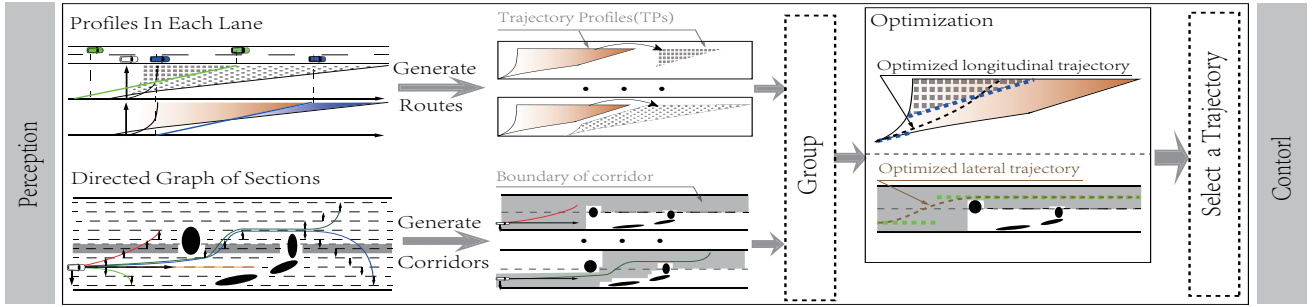 Perception
Profiles In Each Lane
Generate
Routes
Trajectory Profiles(TPs)
Directed Graph of Sections
Generate
Corridors
Boundary of corridor
Group
Optimization
Optimized longitudinal trajectory
Optimized lateral trajectory
Select a Trajectory
Contorl